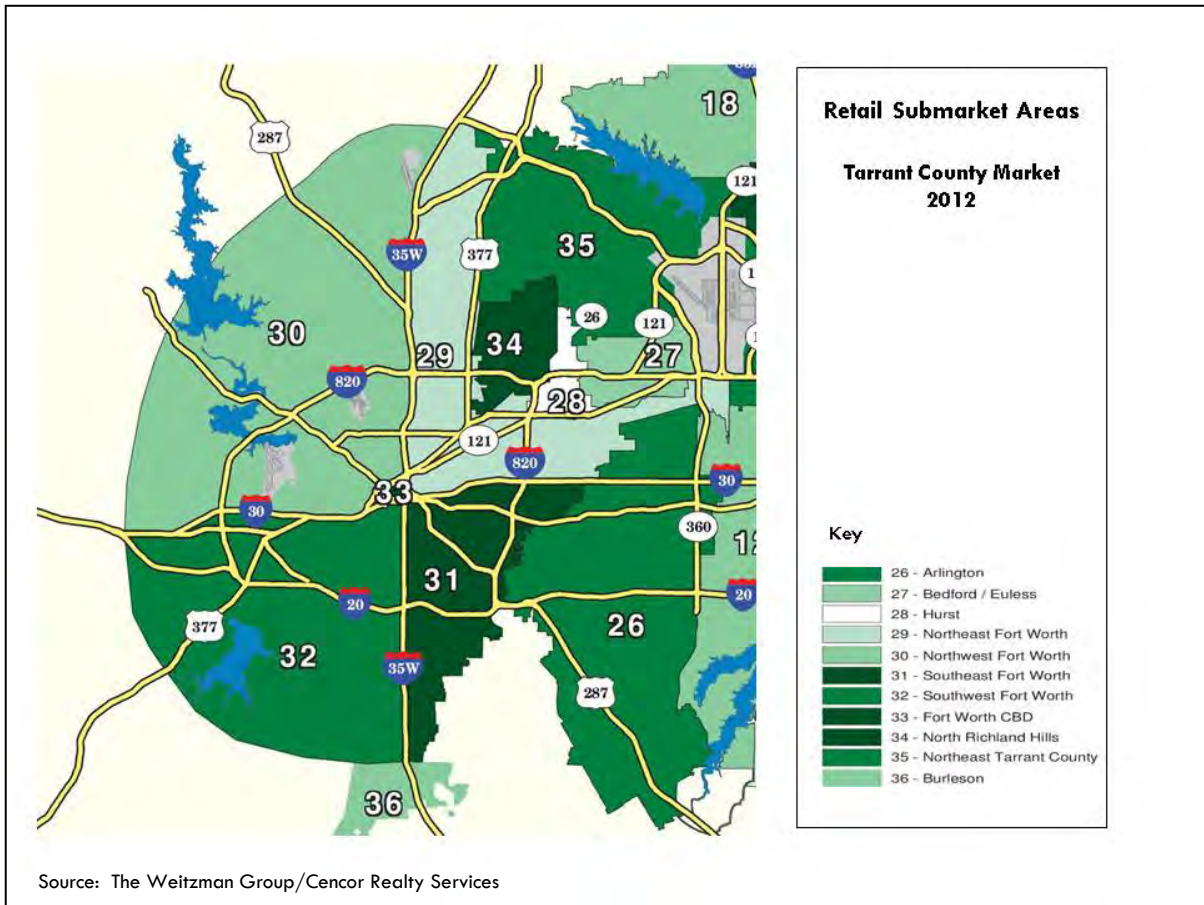 18
287
121
35
35W
377
26
30
34
121
29
27
820
28
121
820
33
30
30
360
31
20
20
26
377
32
35W
287
36
Retail Submarket Areas
Tarrant County Market
2012
Key
26 - Arlington
27 - Bedford / Euless
28 - Hurst
29 - Northeast Fort Worth
30 - Northwest Fort Worth
31 - Southeast Fort Worth
32 - Southwest Fort Worth
33 - Fort Worth CBD
34 - North Richland Hills
35 - Northeast Tarrant County
36 - Burleson
Source: The Weitzman Group/Cencor Realty Services